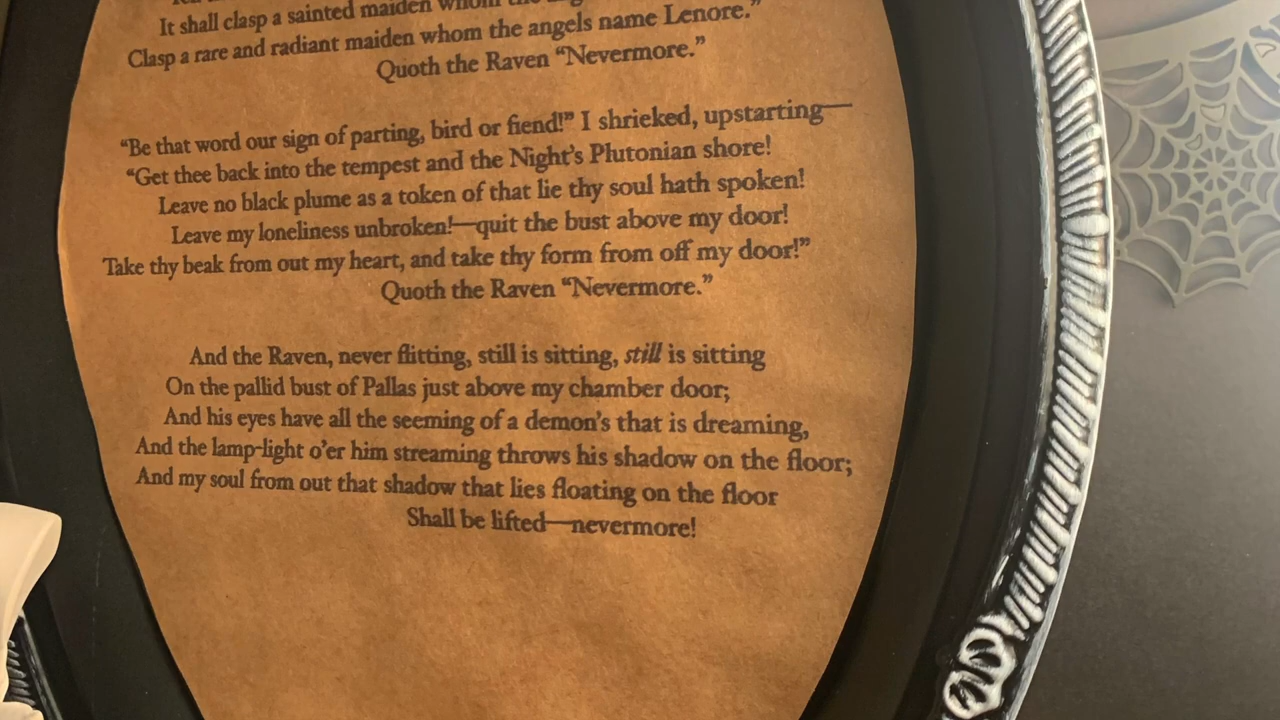 It shall clasp a sainted maiden whom the
Clasp a rare and radiant maiden whom the angels name Lenore.”
Quoth the Raven “Nevermore.”
“Be that word our sign of parting, bird or fiend!” I shrieked, upstarting—
“Get thee back into the tempest and the Night’s Plutonian shore!
Leave no black plume as a token of that lie thy soul hath spoken!
Leave my loneliness unbroken!—quit the bust above my door!
Take thy beak from out my heart, and take thy form from off my door!”
Quoth the Raven “Nevermore.”
And the Raven, never flitting, still is sitting, still is sitting
On the pallid bust of Pallas just above my chamber door;
And his eyes have all the seeming of a demon’s that is dreaming,
And the lamp-light o’er him streaming throws his shadow on the floor;
And my soul from out that shadow that lies floating on the floor
Shall be lifted—nevermore!